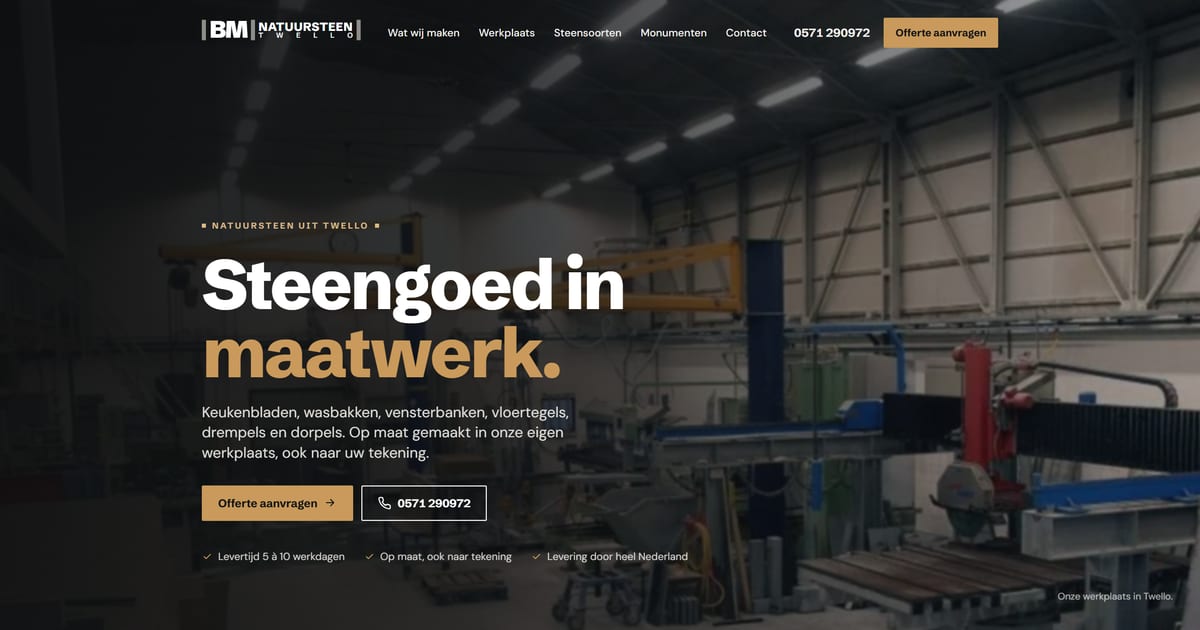 BM NATUURSTEEN
TWELLO
Wat wij maken Werkplaats Steensoorten Monumenten Contact 0571 290972 Offerte aanvragen
NATUURSTEEN UIT TWELLO
Steengoed in
maatwerk.
Keukenbladen, wasbakken, vensterbanken, vloertegels,
drempels en dorpels. Op maat gemaakt in onze eigen
werkplaats, ook naar uw tekening.
Offerte aanvragen → 0571 290972
✓ Levertijd 5 à 10 werkdagen ✓ Op maat, ook naar tekening ✓ Levering door heel Nederland
Onze werkplaats in Twello.